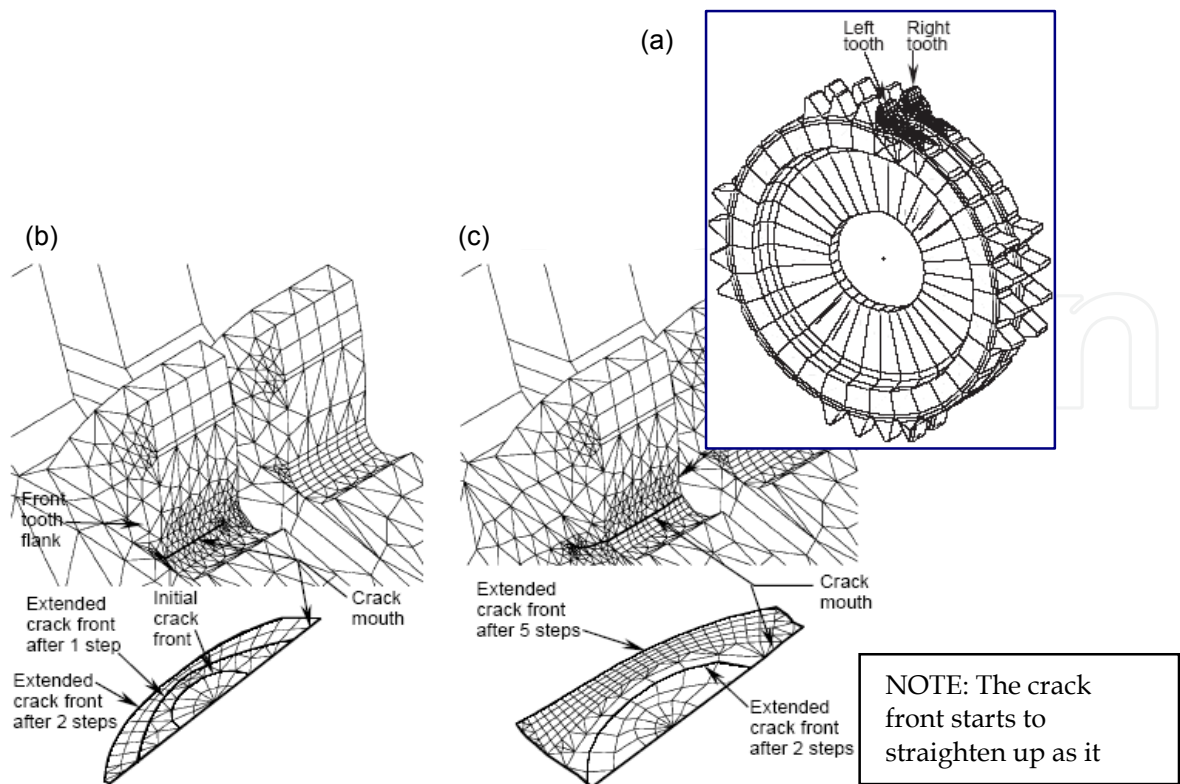 (a)
Left
tooth
Right
tooth
(b)
(c)
Front
tooth
flank
Extended
crack front
after 1 step
Initial
crack
front
Crack
mouth
Extended
crack front
after 2 steps
Extended
crack front
after 5 steps
Crack
mouth
Extended
crack front
after 2 steps
NOTE: The crack
front starts to
straighten up as it